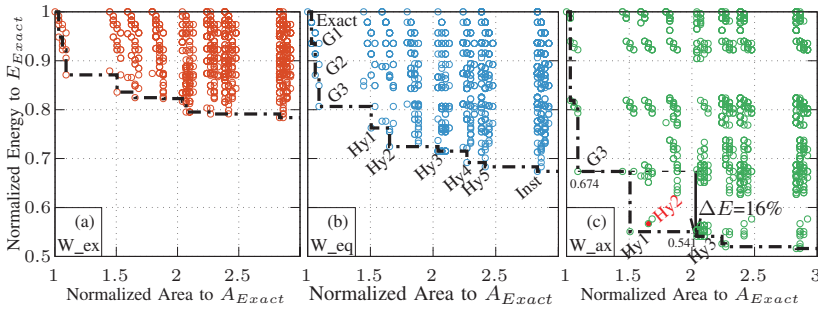 Normalized Energy to E_Exact
1
0.9
0.8
0.7
0.6
0.5
(a)
W_ex
1 1.5 2 2.5
Normalized Area to A_Exact
Exact
G1
G2
G3
Hy1
Hy2
Hy3
Hy4
Hy5
Inst
(b)
W_eq
1 1.5 2 2.5
Normalized Area to A_Exact
G3
0.674
ΔE=16%
Hy2
Hy1
0.541
Hy3
(c)
W_ax
1 1.5 2 2.5 3
Normalized Area to A_Exact